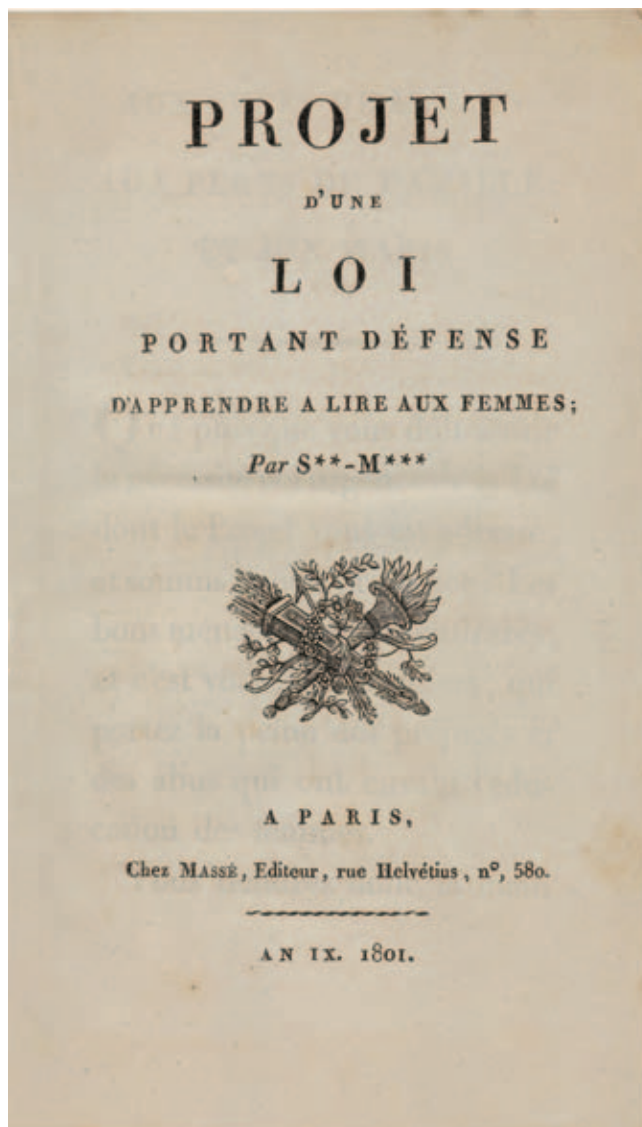 PROJET
D'UNE
LOI
PORTANT DÉFENSE
D'APPRENDRE A LIRE AUX FEMMES;
Par S**-M***
A PARIS,
Chez MASSÉ, Editeur, rue Helvétius, n°, 580.
AN IX. 1801.